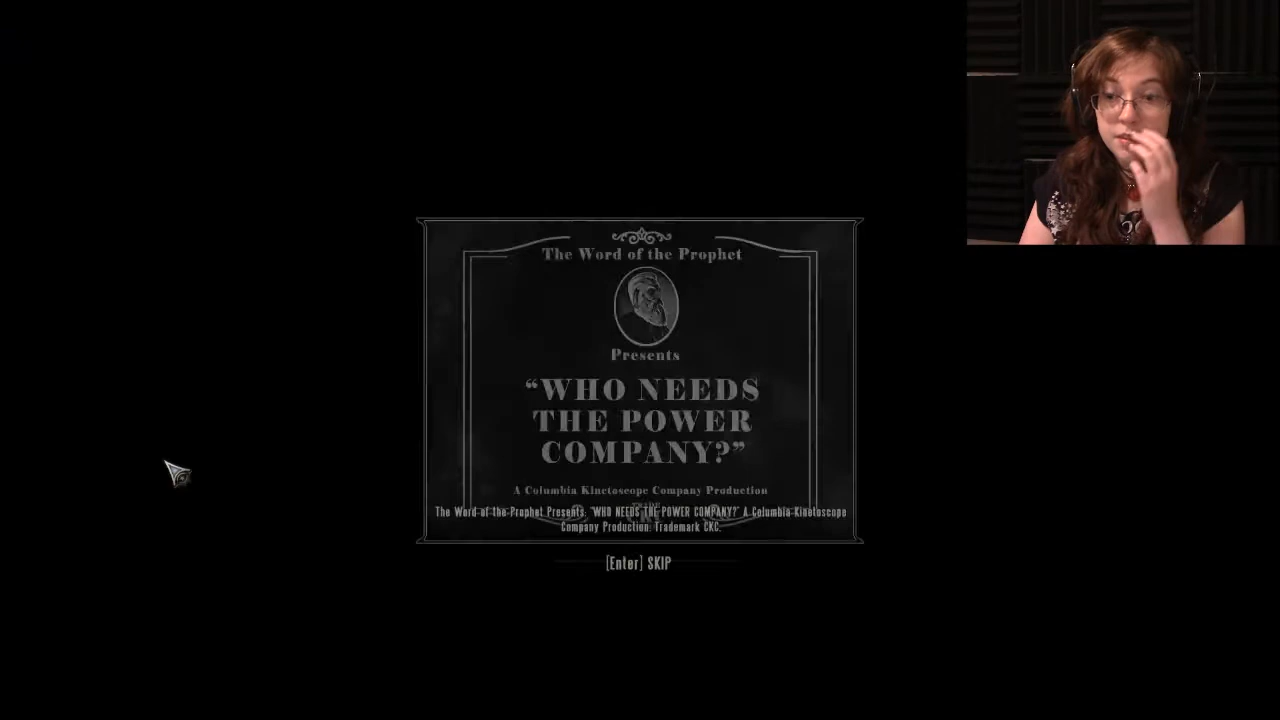 The Word of the Prophet
Presents
“WHO NEEDS
THE POWER
COMPANY?”
A Columbia Kinetoscope Company Production
The Word of the Prophet Presents: "WHO NEEDS THE POWER COMPANY?" A Columbia Kinetoscope
Company Production. Trademark CKC.
[Enter] SKIP